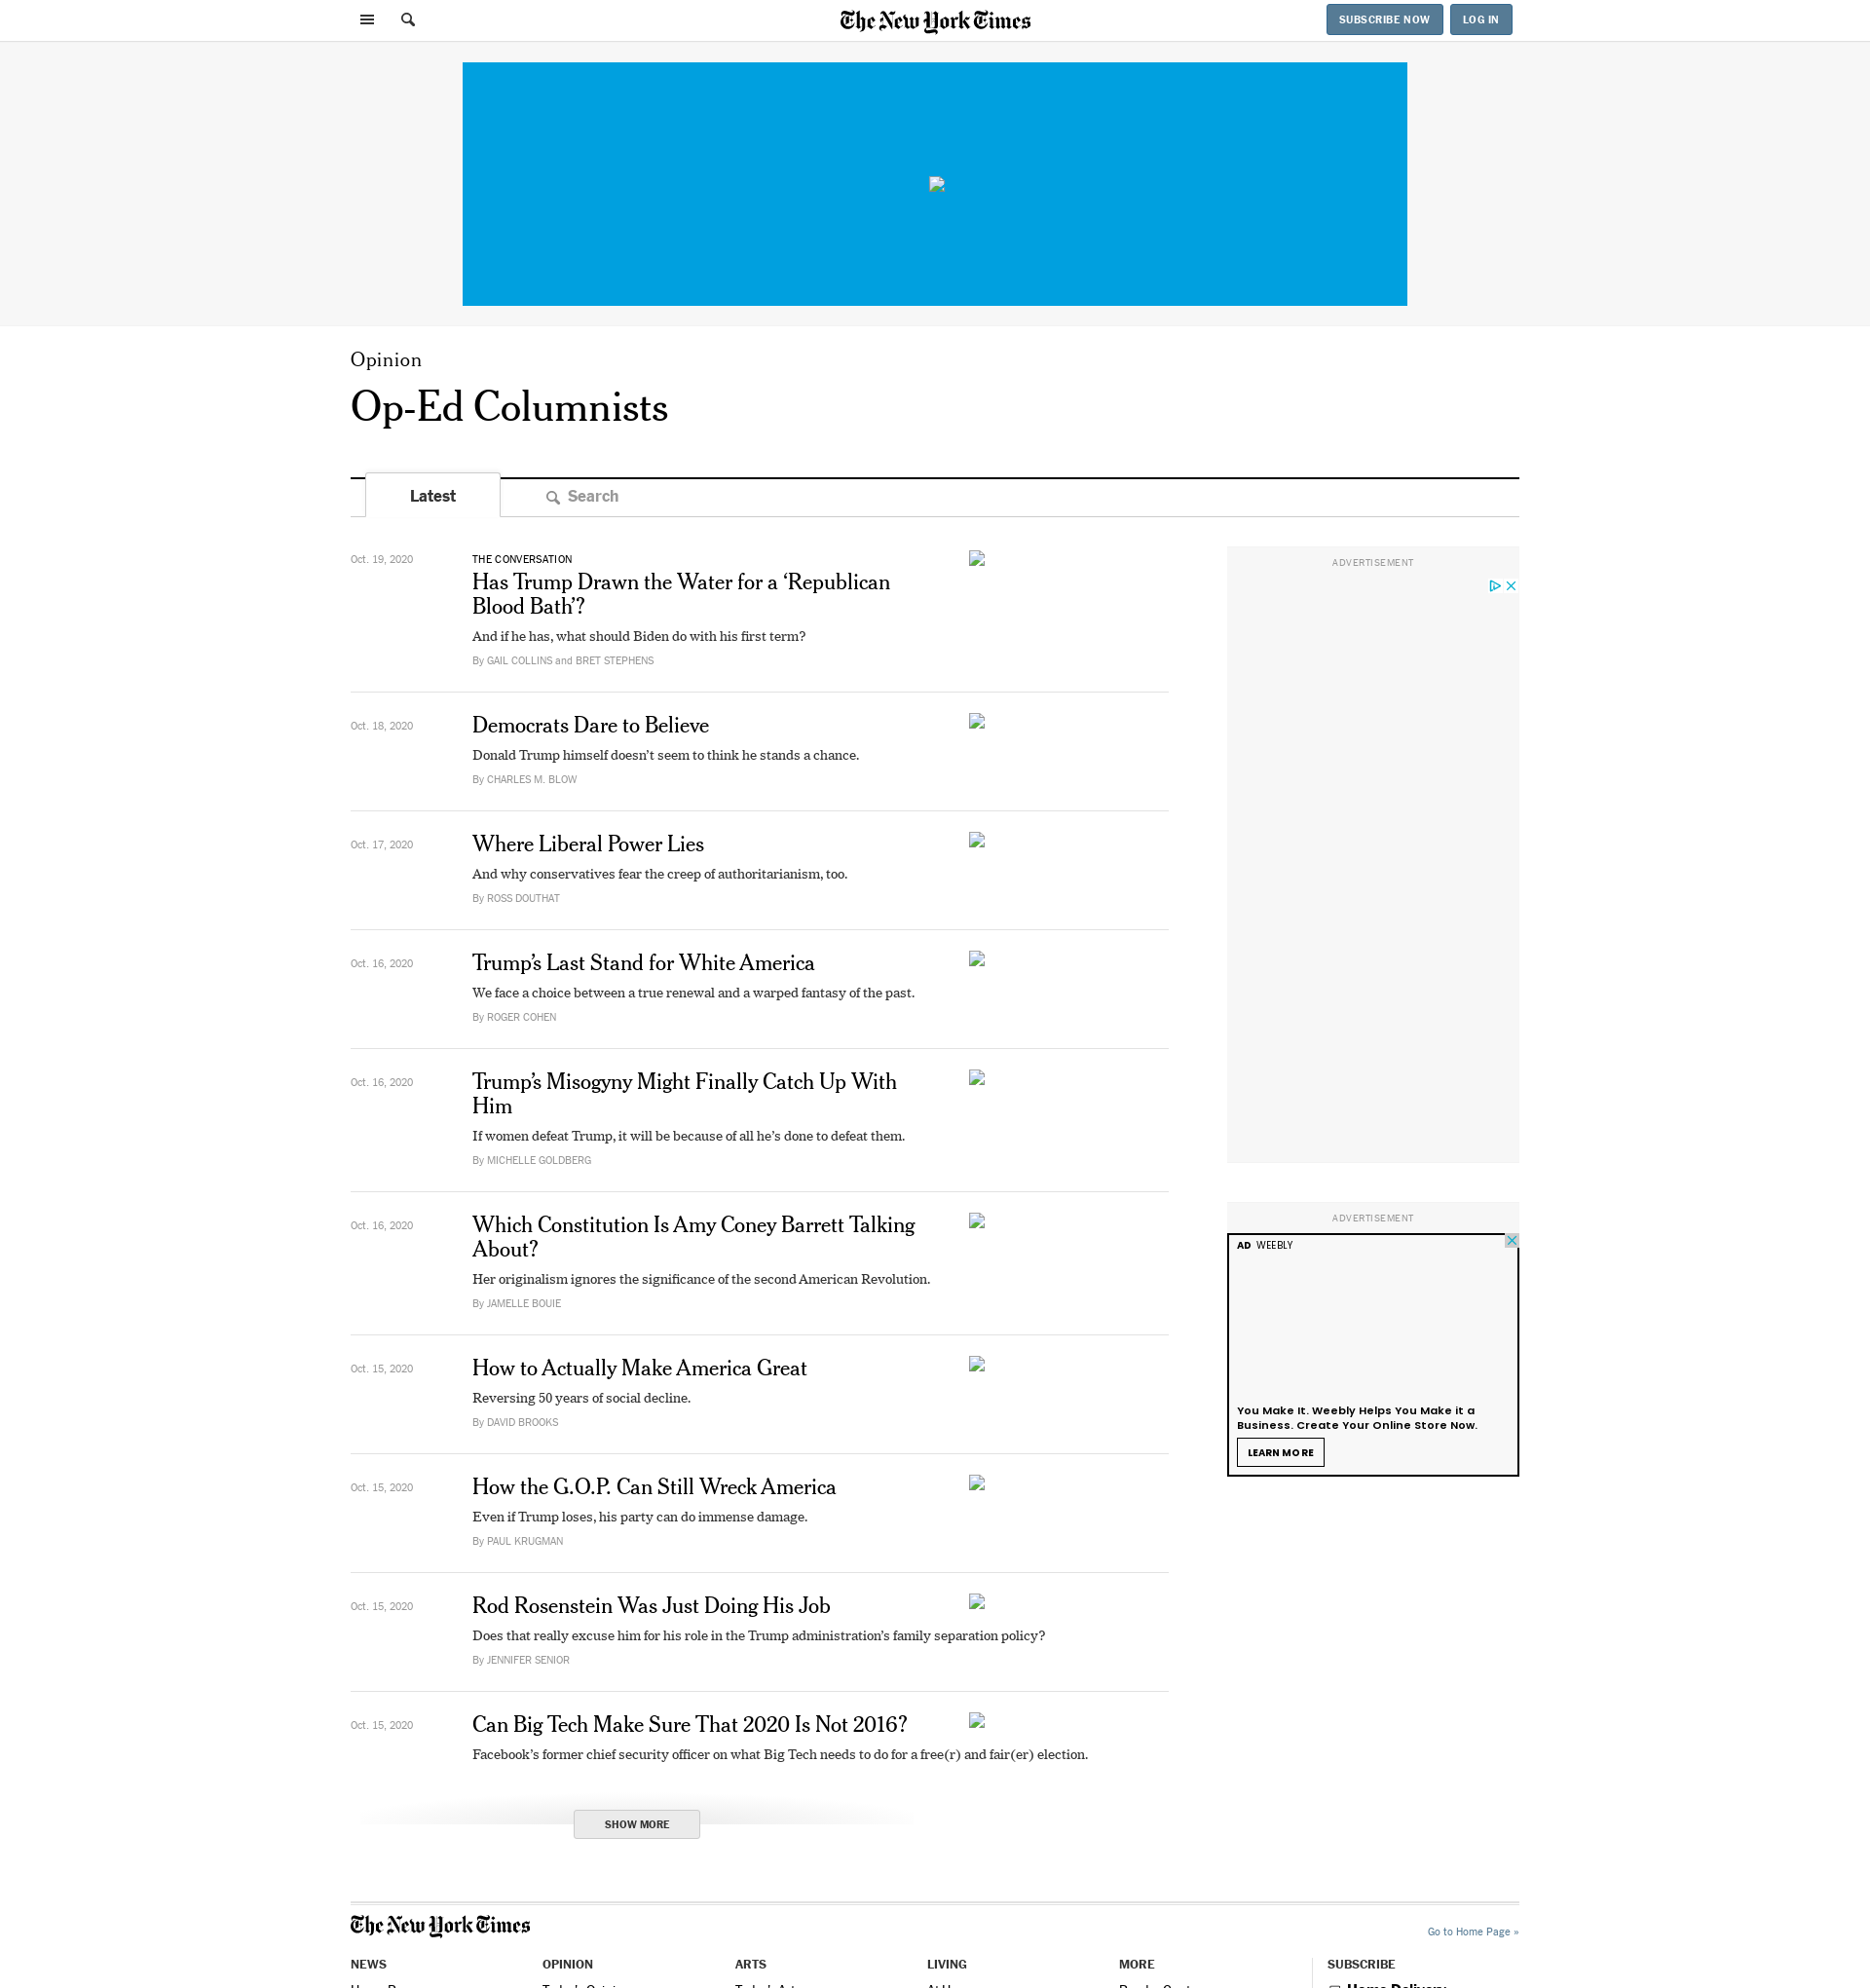 The New York Times
SUBSCRIBE NOW
LOG IN
Opinion
Op-Ed Columnists
Latest
Search
Oct. 19, 2020
THE CONVERSATION
Has Trump Drawn the Water for a ‘Republican
Blood Bath’?
And if he has, what should Biden do with his first term?
By GAIL COLLINS and BRET STEPHENS
Oct. 18, 2020
Democrats Dare to Believe
Donald Trump himself doesn’t seem to think he stands a chance.
By CHARLES M. BLOW
Oct. 17, 2020
Where Liberal Power Lies
And why conservatives fear the creep of authoritarianism, too.
By ROSS DOUTHAT
Oct. 16, 2020
Trump’s Last Stand for White America
We face a choice between a true renewal and a warped fantasy of the past.
By ROGER COHEN
Oct. 16, 2020
Trump’s Misogyny Might Finally Catch Up With
Him
If women defeat Trump, it will be because of all he’s done to defeat them.
By MICHELLE GOLDBERG
Oct. 16, 2020
Which Constitution Is Amy Coney Barrett Talking
About?
Her originalism ignores the significance of the second American Revolution.
By JAMELLE BOUIE
Oct. 15, 2020
How to Actually Make America Great
Reversing 50 years of social decline.
By DAVID BROOKS
Oct. 15, 2020
How the G.O.P. Can Still Wreck America
Even if Trump loses, his party can do immense damage.
By PAUL KRUGMAN
Oct. 15, 2020
Rod Rosenstein Was Just Doing His Job
Does that really excuse him for his role in the Trump administration’s family separation policy?
By JENNIFER SENIOR
Oct. 15, 2020
Can Big Tech Make Sure That 2020 Is Not 2016?
Facebook’s former chief security officer on what Big Tech needs to do for a free(r) and fair(er) election.
SHOW MORE
ADVERTISEMENT
ADVERTISEMENT
AD WEEBLY
You Make It. Weebly Helps You Make it a
Business. Create Your Online Store Now.
LEARN MORE
The New York Times
Go to Home Page »
NEWS
OPINION
ARTS
LIVING
MORE
SUBSCRIBE
Home Delivery